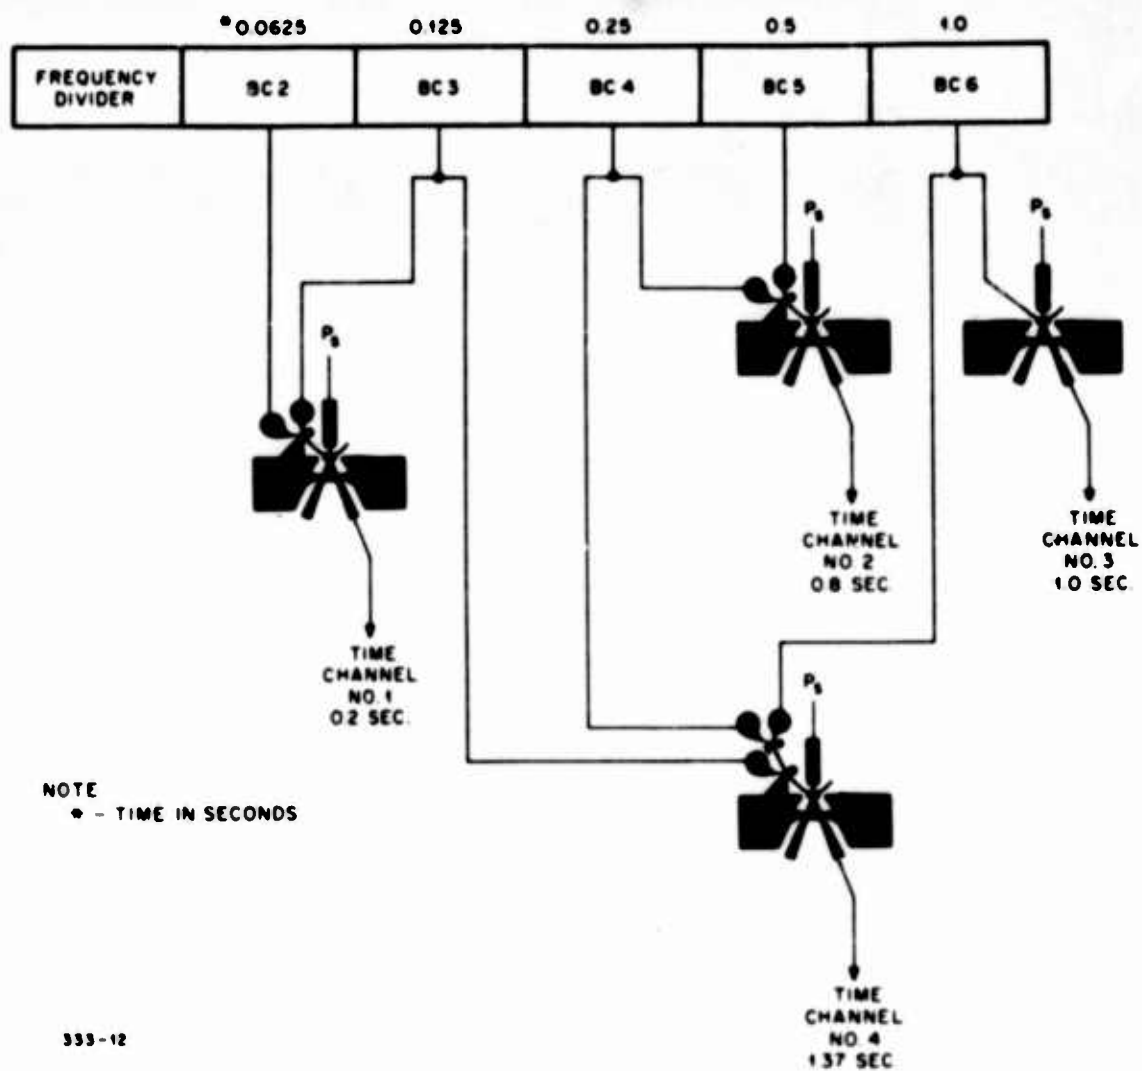 * 0.0625 0.125 0.25 0.5 1.0
FREQUENCY
DIVIDER
BC 2
BC 3
BC 4
BC 5
BC 6
Ps
Ps
Ps
TIME
CHANNEL
NO. 2
0.8 SEC.
TIME
CHANNEL
NO. 3
1.0 SEC.
TIME
CHANNEL
NO. 1
0.2 SEC.
Ps
NOTE
* - TIME IN SECONDS
TIME
CHANNEL
NO. 4
1.37 SEC
333-12